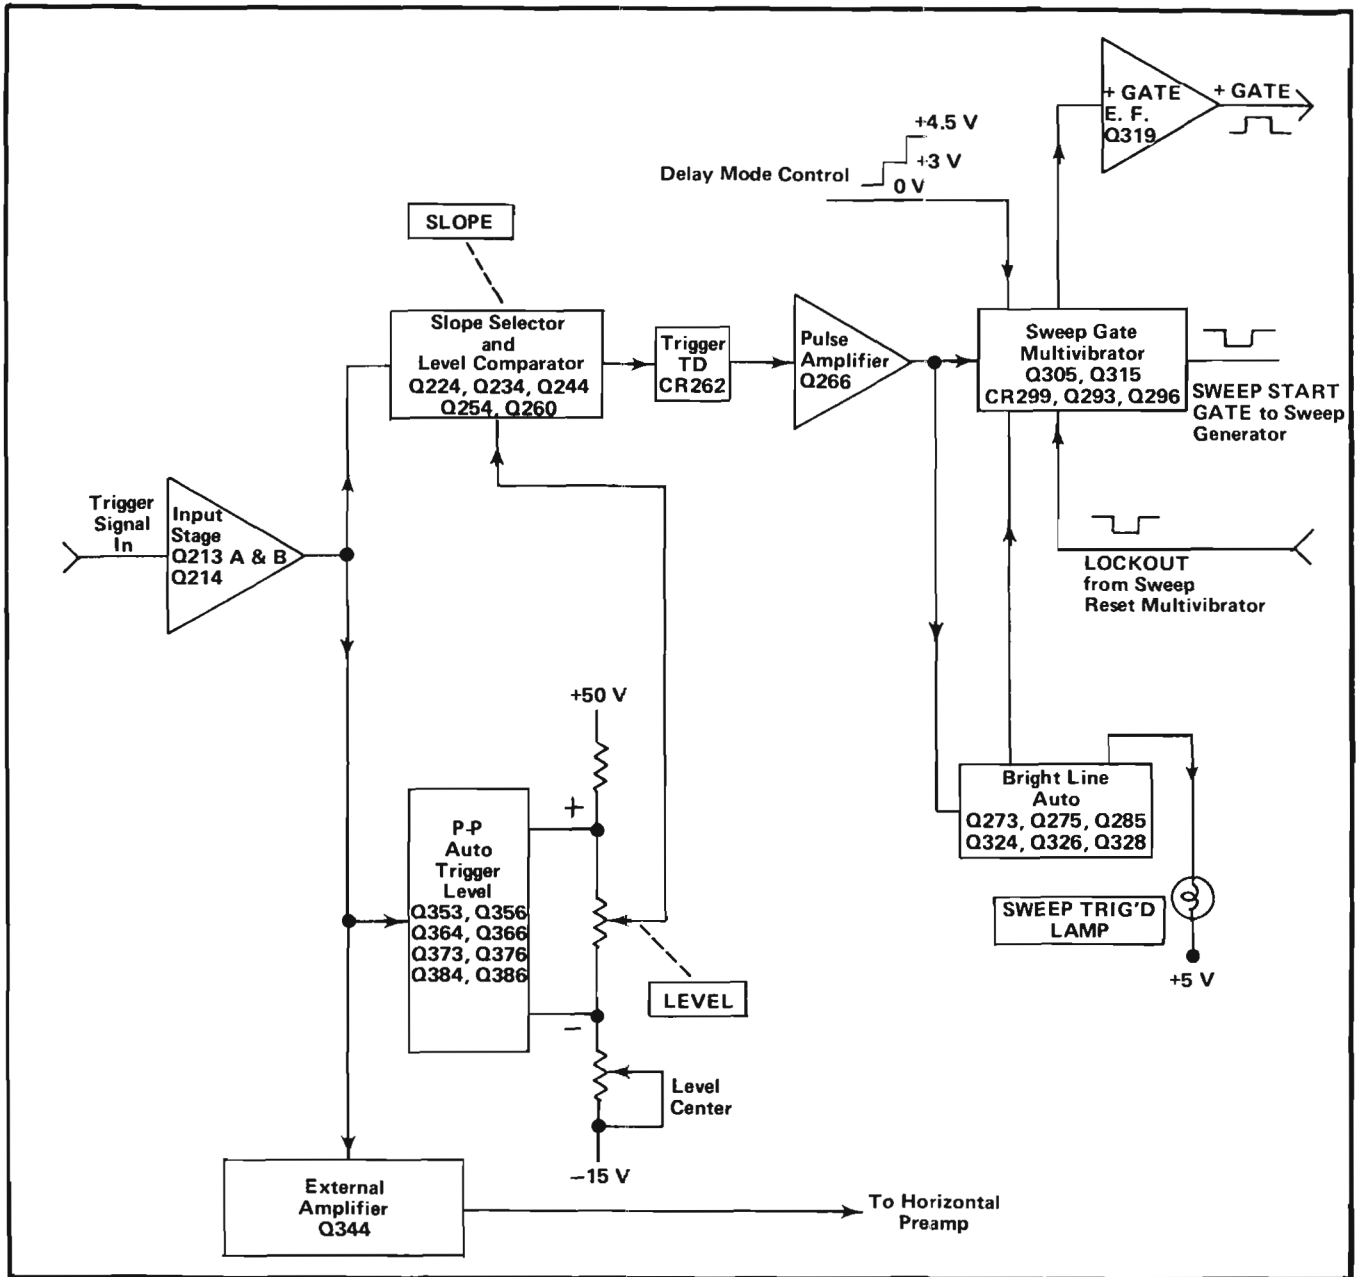 + GATE
E. F.
Q319
+ GATE
+4.5 V
+3 V
0 V
Delay Mode Control
SLOPE
Slope Selector
and
Level Comparator
Q224, Q234, Q244
Q254, Q260
Trigger
TD
CR262
Pulse
Amplifier
Q266
Sweep Gate
Multivibrator
Q305, Q315
CR299, Q293, Q296
SWEEP START
GATE to Sweep
Generator
Trigger
Signal
In
Input
Stage
Q213 A & B
Q214
LOCKOUT
from Sweep
Reset Multivibrator
+50 V
+
P-P
Auto
Trigger
Level
Q353, Q356
Q364, Q366
Q373, Q376
Q384, Q386
−
LEVEL
Level
Center
−15 V
Bright Line
Auto
Q273, Q275, Q285
Q324, Q326, Q328
SWEEP TRIG'D
LAMP
+5 V
External
Amplifier
Q344
To Horizontal
Preamp